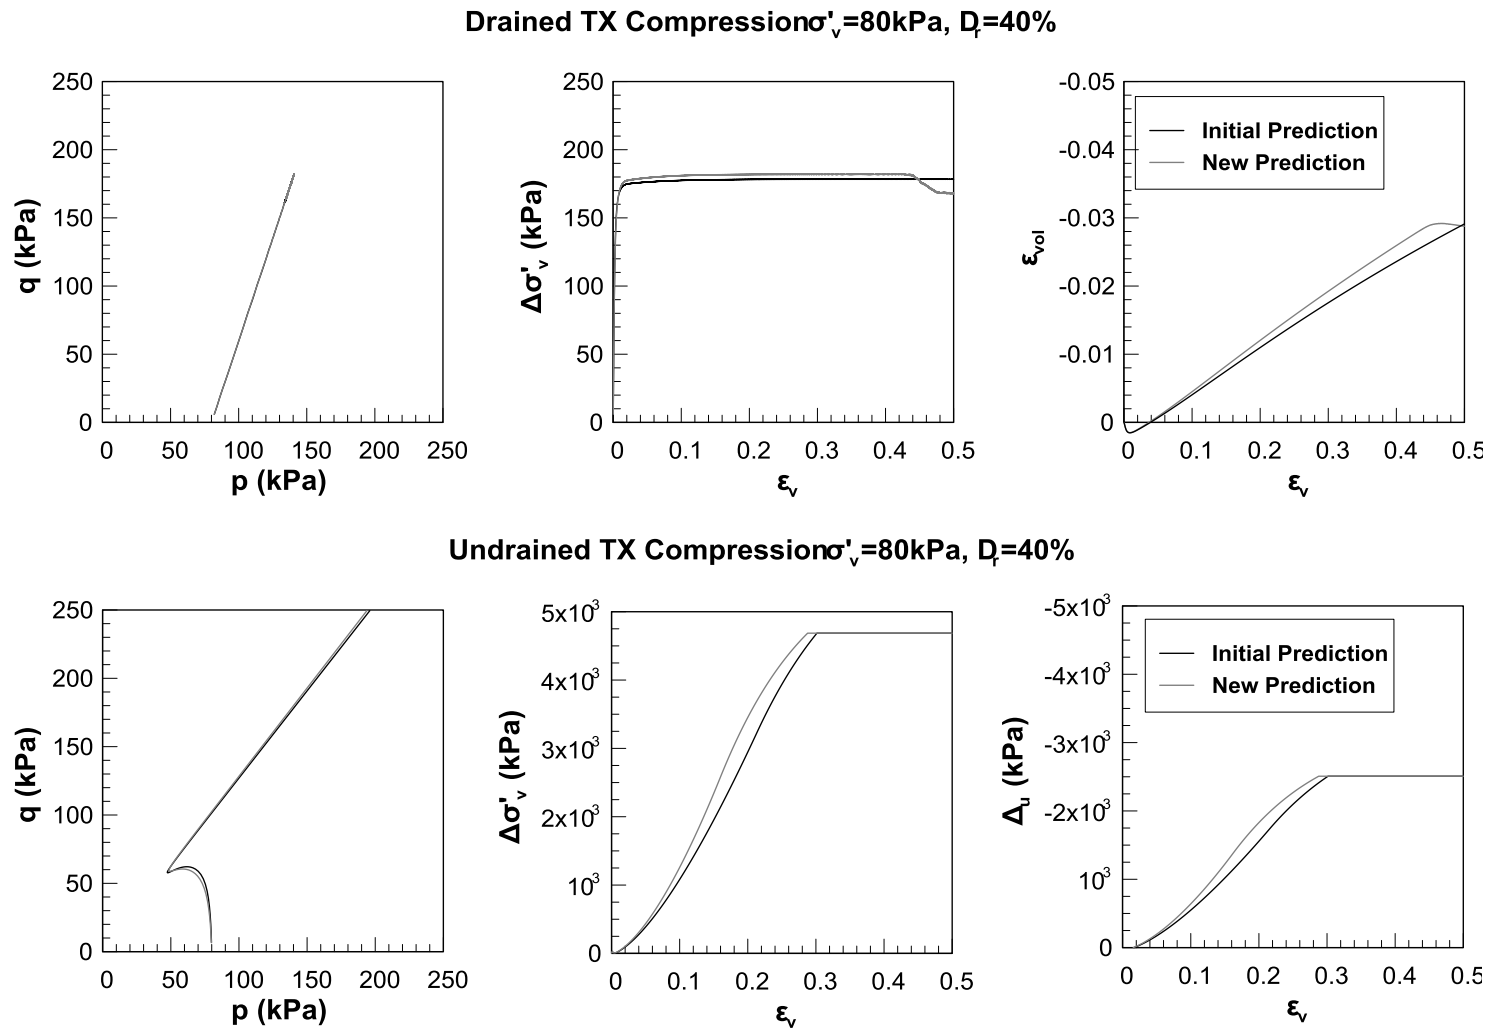 Drained TX Compressionσ'v=80kPa, Dr=40%
250
200
150
100
50
0
q (kPa)
0 50 100 150 200 250
p (kPa)
250
200
150
100
50
0
Δσ'v (kPa)
0 0.1 0.2 0.3 0.4 0.5
εv
-0.05
-0.04
-0.03
-0.02
-0.01
0
εvol
Initial Prediction
New Prediction
0 0.1 0.2 0.3 0.4 0.5
εv
Undrained TX Compressionσ'v=80kPa, Dr=40%
250
200
150
100
50
0
q (kPa)
0 50 100 150 200 250
p (kPa)
5x10³
4x10³
3x10³
2x10³
10³
0
Δσ'v (kPa)
0 0.1 0.2 0.3 0.4 0.5
εv
-5x10³
-4x10³
-3x10³
-2x10³
10³
0
Δu (kPa)
Initial Prediction
New Prediction
0 0.1 0.2 0.3 0.4 0.5
εv